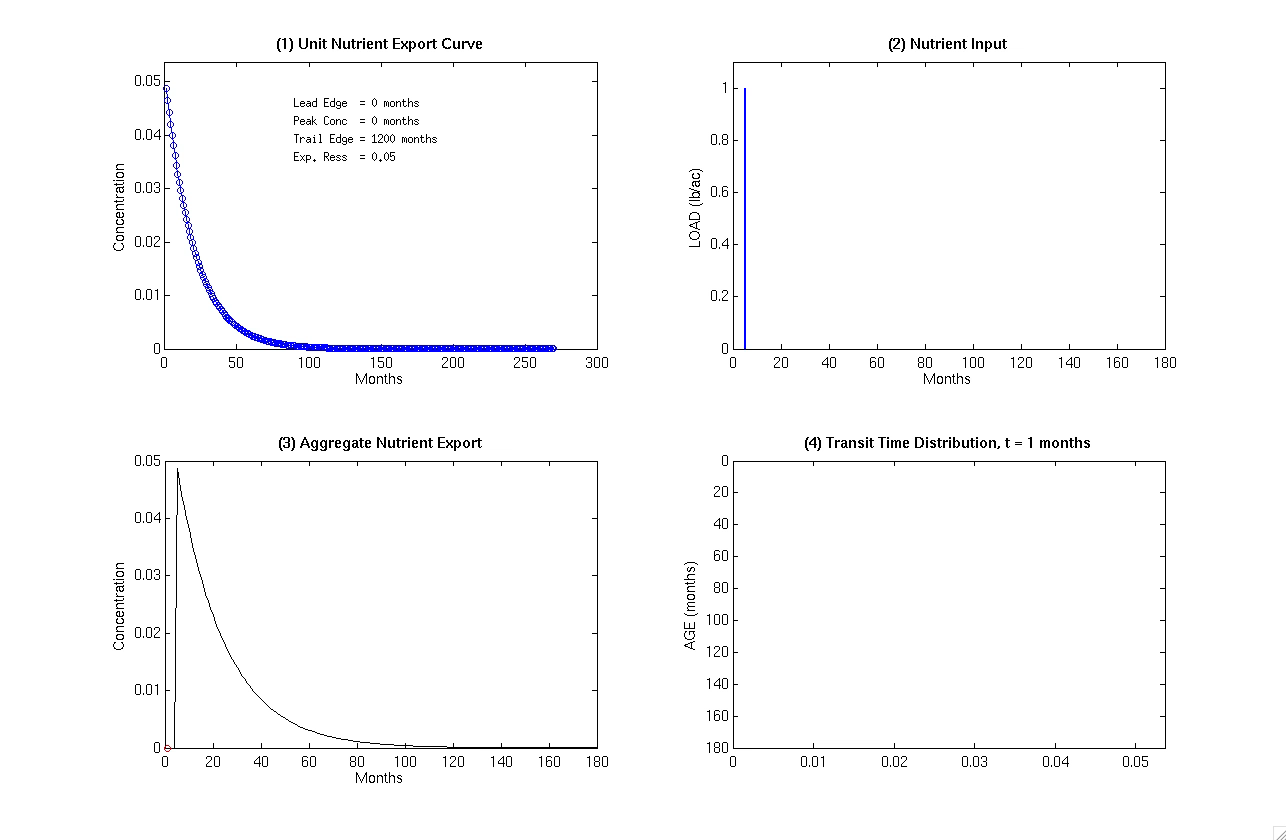 (1) Unit Nutrient Export Curve
0.05
0.04
0.03
0.02
0.01
0
Concentration
Lead Edge = 0 months
Peak Conc = 0 months
Trail Edge = 1200 months
Exp. Ress = 0.05
0 50 100 150 200 250 300
Months
(2) Nutrient Input
1
0.8
0.6
0.4
0.2
0
LOAD (lb/ac)
0 20 40 60 80 100 120 140 160 180
Months
(3) Aggregate Nutrient Export
0.05
0.04
0.03
0.02
0.01
0
Concentration
0 20 40 60 80 100 120 140 160 180
Months
(4) Transit Time Distribution, t = 1 months
0
20
40
60
80
100
120
140
160
180
AGE (months)
0 0.01 0.02 0.03 0.04 0.05